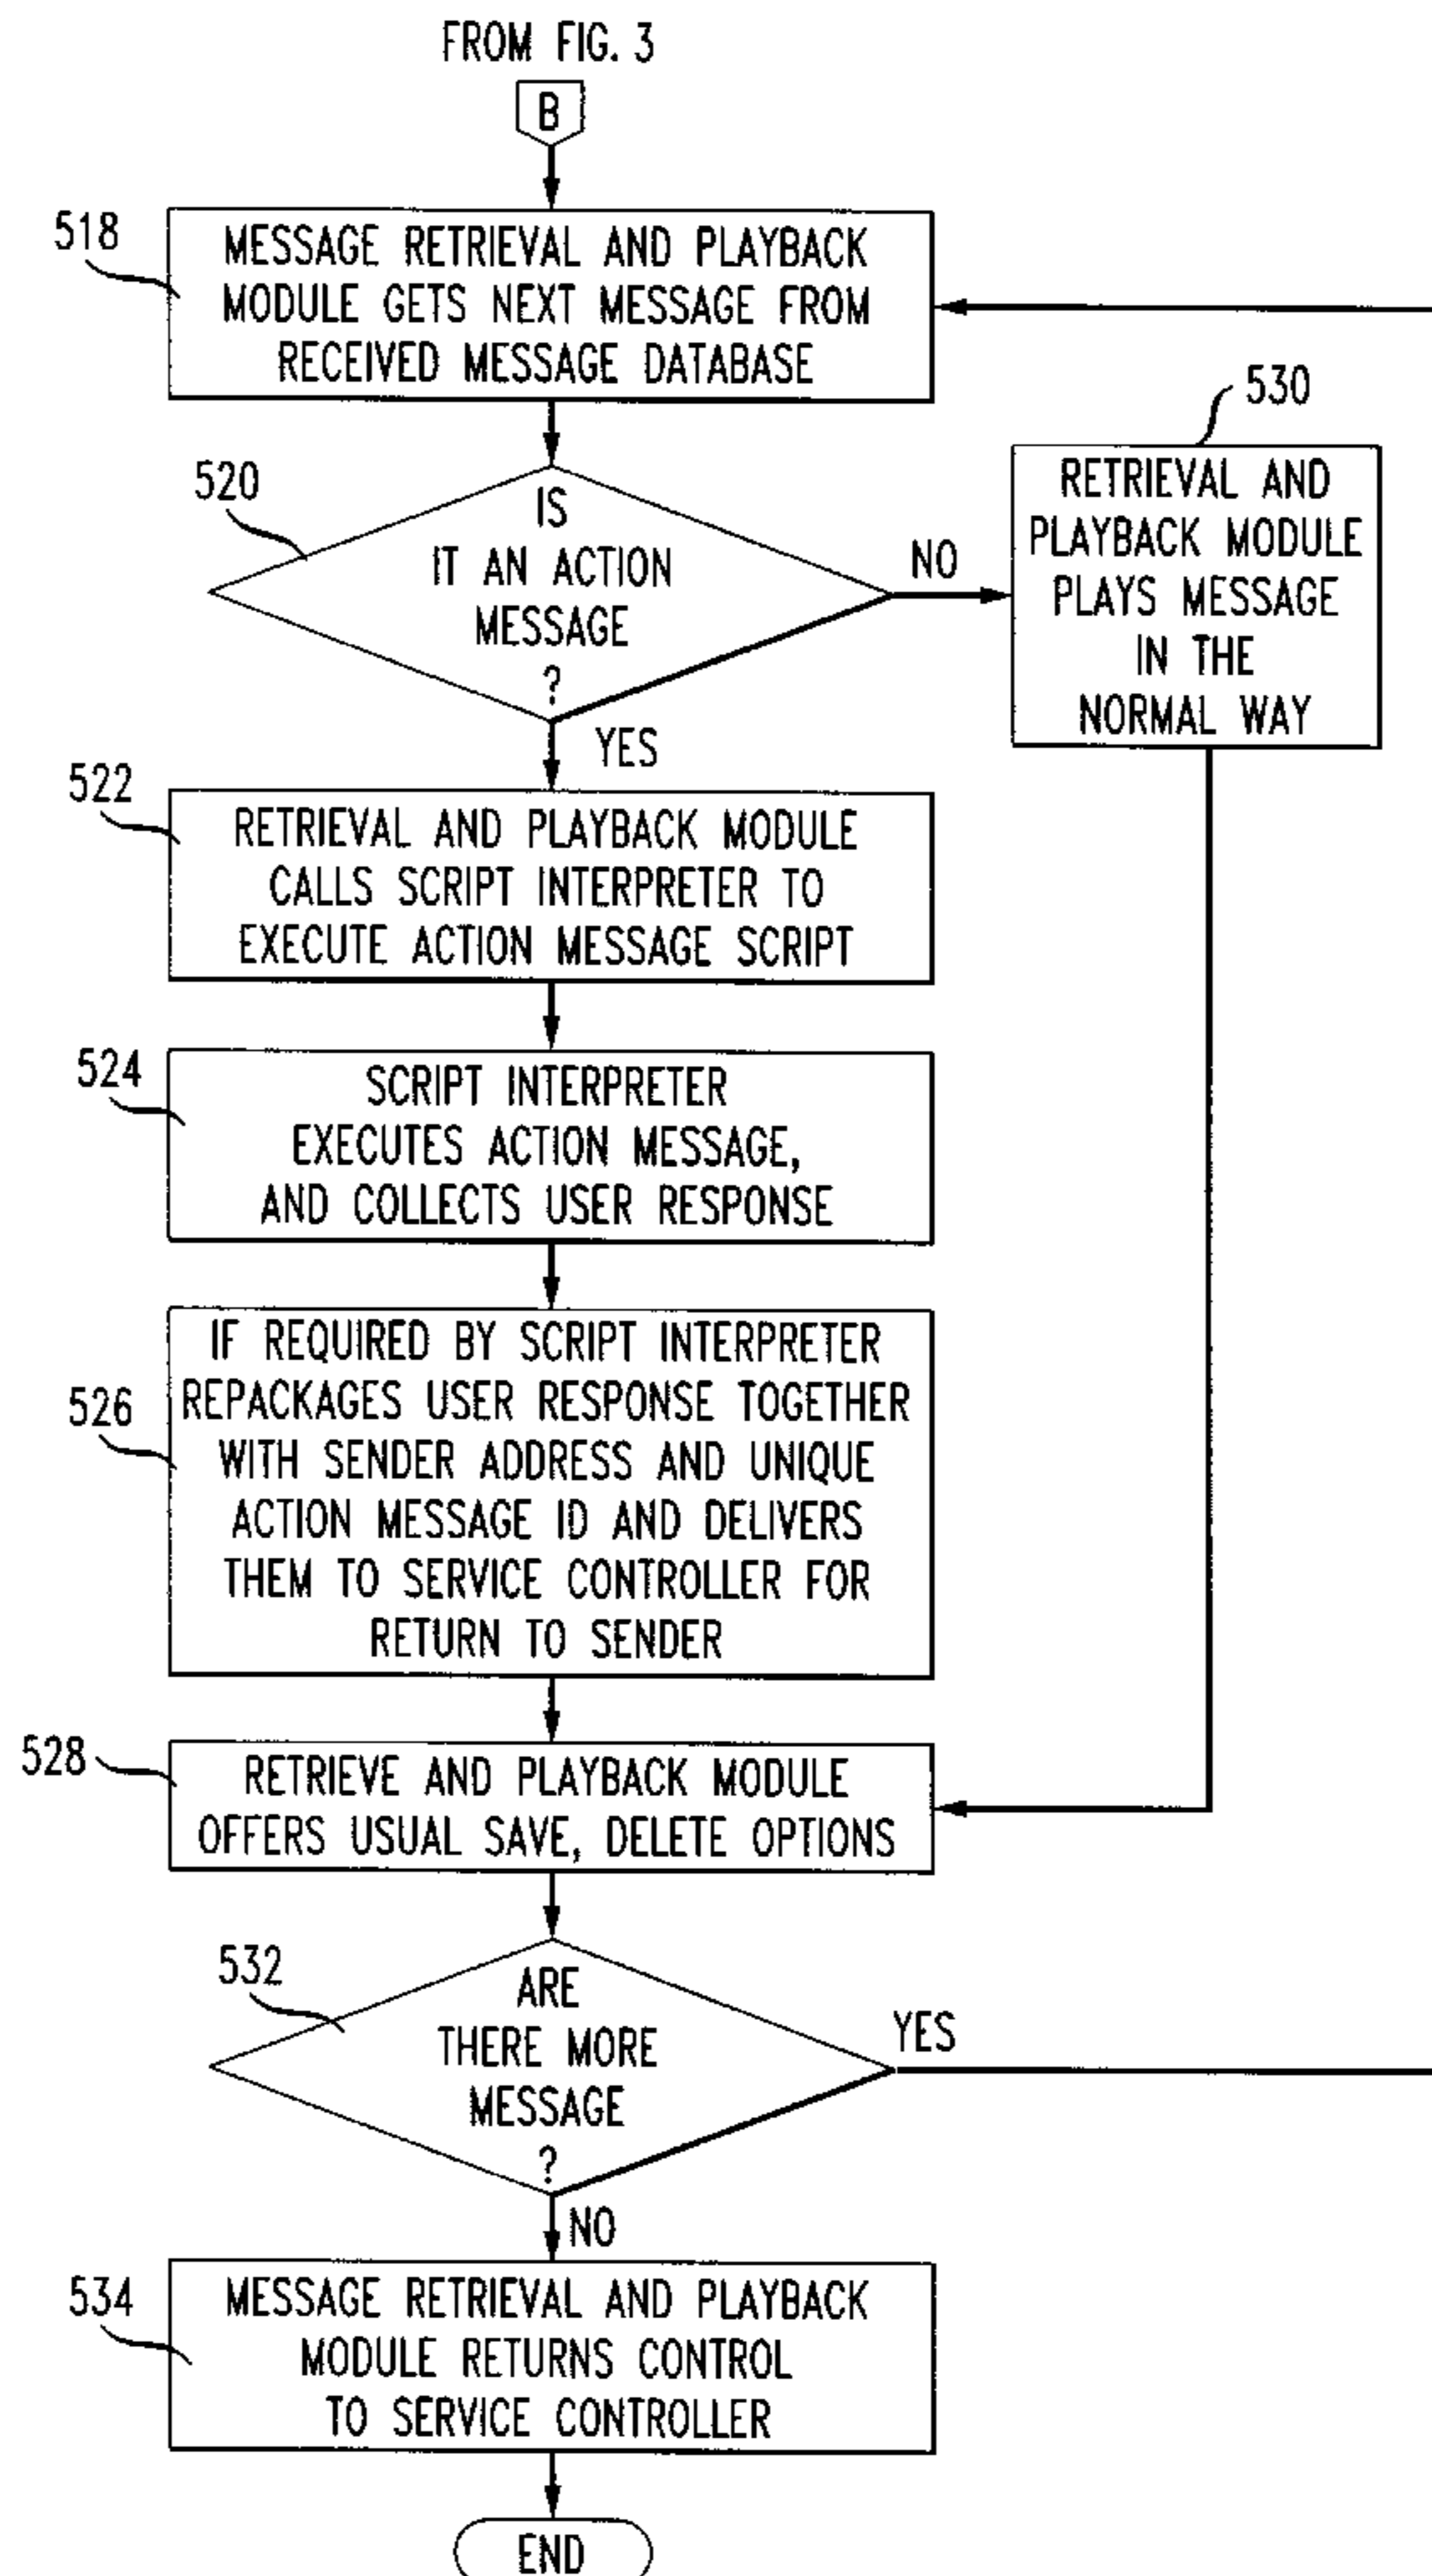 FROM FIG. 3
B
518
MESSAGE RETRIEVAL AND PLAYBACK
MODULE GETS NEXT MESSAGE FROM
RECEIVED MESSAGE DATABASE
520
IS
IT AN ACTION
MESSAGE
?
NO
YES
530
RETRIEVAL AND
PLAYBACK MODULE
PLAYS MESSAGE
IN THE
NORMAL WAY
522
RETRIEVAL AND PLAYBACK MODULE
CALLS SCRIPT INTERPRETER TO
EXECUTE ACTION MESSAGE SCRIPT
524
SCRIPT INTERPRETER
EXECUTES ACTION MESSAGE,
AND COLLECTS USER RESPONSE
526
IF REQUIRED BY SCRIPT INTERPRETER
REPACKAGES USER RESPONSE TOGETHER
WITH SENDER ADDRESS AND UNIQUE
ACTION MESSAGE ID AND DELIVERS
THEM TO SERVICE CONTROLLER FOR
RETURN TO SENDER
528
RETRIEVE AND PLAYBACK MODULE
OFFERS USUAL SAVE, DELETE OPTIONS
532
ARE
THERE MORE
MESSAGE
?
YES
NO
534
MESSAGE RETRIEVAL AND PLAYBACK
MODULE RETURNS CONTROL
TO SERVICE CONTROLLER
END